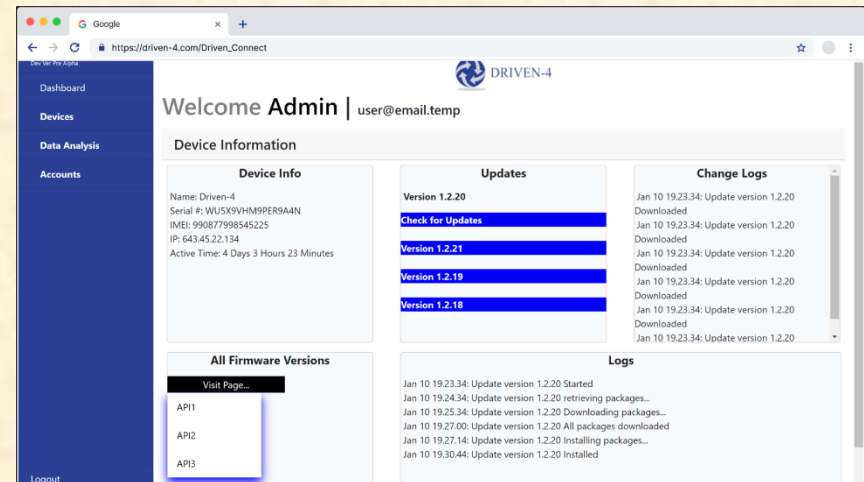 Google
https://driven-4.com/Driven_Connect
Dev Ver Pre Alpha
Dashboard
Devices
Data Analysis
Accounts
Logout
DRIVEN-4
Welcome Admin | user@email.temp
Device Information
Device Info
Name: Driven-4
Serial #: WU5X9VHM9PER9A4N
IMEI: 990877998545225
IP: 643.45.22.134
Active Time: 4 Days 3 Hours 23 Minutes
Updates
Version 1.2.20
Check for Updates
Version 1.2.21
Version 1.2.19
Version 1.2.18
Change Logs
Jan 10 19.23.34: Update version 1.2.20
Downloaded
Jan 10 19.23.34: Update version 1.2.20
Downloaded
Jan 10 19.23.34: Update version 1.2.20
Downloaded
Jan 10 19.23.34: Update version 1.2.20
Downloaded
Jan 10 19.23.34: Update version 1.2.20
Downloaded
Jan 10 19.23.34: Update version 1.2.20
All Firmware Versions
Visit Page...
API1
API2
API3
Logs
Jan 10 19.23.34: Update version 1.2.20 Started
Jan 10 19.24.34: Update version 1.2.20 retrieving packages...
Jan 10 19.25.34: Update version 1.2.20 Downloading packages...
Jan 10 19.27.00: Update version 1.2.20 All packages downloaded
Jan 10 19.27.14: Update version 1.2.20 Installing packages...
Jan 10 19.30.44: Update version 1.2.20 Installed